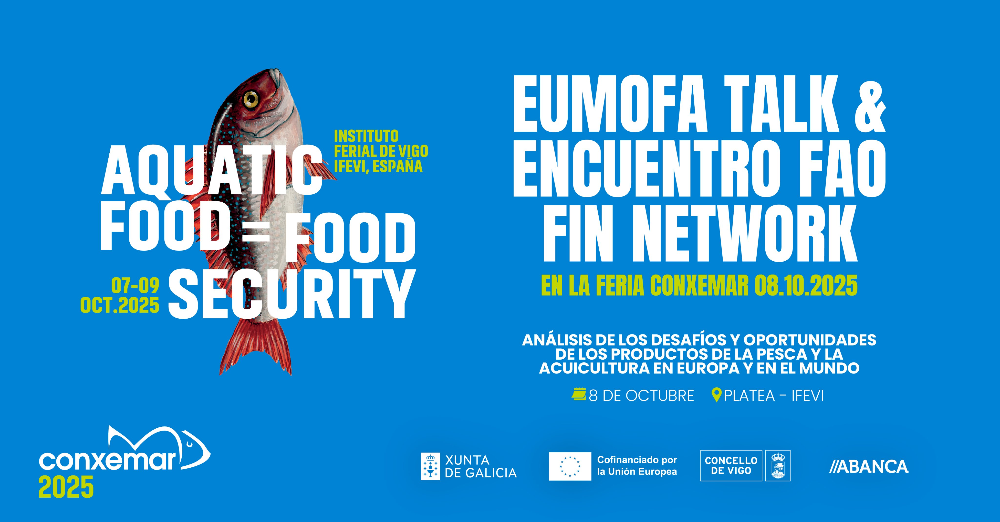 AQUATIC
FOOD = FOOD
SECURITY
INSTITUTO
FERIAL DE VIGO
IFEVI, ESPAÑA
07-09
OCT.2025
EUMOFA TALK &
ENCUENTRO FAO
FIN NETWORK
EN LA FERIA CONXEMAR 08.10.2025
ANÁLISIS DE LOS DESAFÍOS Y OPORTUNIDADES
DE LOS PRODUCTOS DE LA PESCA Y LA
ACUICULTURA EN EUROPA Y EN EL MUNDO
8 DE OCTUBRE PLATEA - IFEVI
conxemar
2025
XUNTA
DE GALICIA
Cofinanciado por
la Unión Europea
CONCELLO
DE VIGO
//ABANCA